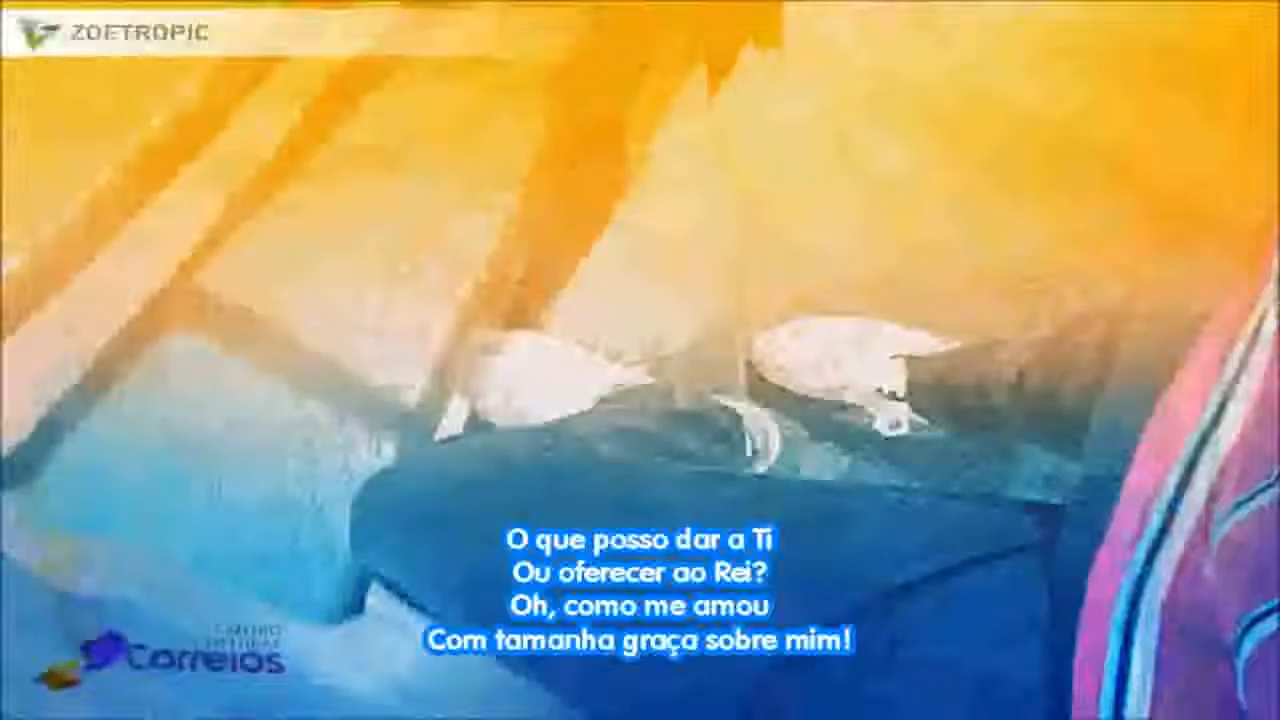 ZOETROPIC
O que posso dar a Ti
Ou oferecer ao Rei?
Oh, como me amou
Com tamanha graça sobre mim!
Correios